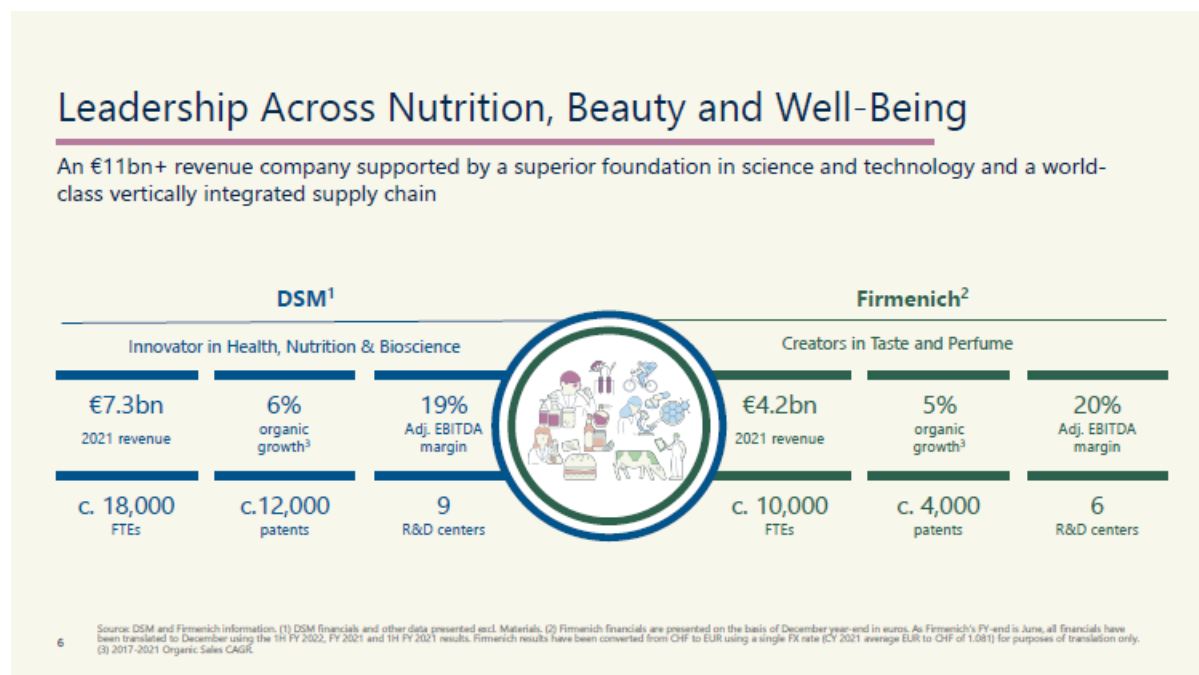 Leadership Across Nutrition, Beauty and Well-Being
An €11bn+ revenue company supported by a superior foundation in science and technology and a world-
class vertically integrated supply chain
DSM1
Innovator in Health, Nutrition & Bioscience
€7.3bn
2021 revenue
6%
organic
growth3
19%
Adj. EBITDA
margin
c. 18,000
FTEs
c.12,000
patents
9
R&D centers
Firmenich2
Creators in Taste and Perfume
€4.2bn
2021 revenue
5%
organic
growth3
20%
Adj. EBITDA
margin
c. 10,000
FTEs
c. 4,000
patents
6
R&D centers
6
Source: DSM and Firmenich information. (1) DSM financials and other data presented excl. Materials. (2) Firmenich financials are presented on the basis of December year-end in euros. As Firmenich's FY-end is June, all financials have
been translated to December using the 1H FY 2022, FY 2021 and 1H FY 2021 results. Firmenich results have been converted from CHF to EUR using a single FX rate (CY 2021 average EUR to CHF of 1.081) for purposes of translation only.
(3) 2017-2021 Organic Sales CAGR.